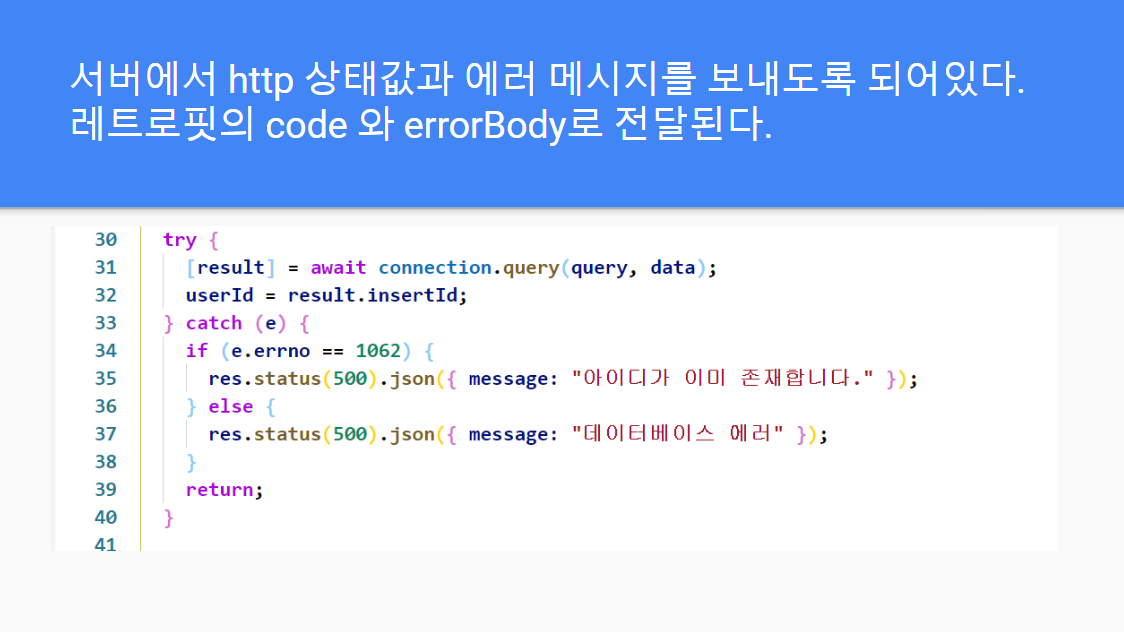 서버에서 http 상태값과 에러 메시지를 보내도록 되어있다.
레트로핏의 code 와 errorBody로 전달된다.
30 try {
31 [result] = await connection.query(query, data);
32 userId = result.insertId;
33 } catch (e) {
34 if (e.errno == 1062) {
35 res.status(500).json({ message: "아이디가 이미 존재합니다." });
36 } else {
37 res.status(500).json({ message: "데이터베이스 에러" });
38 }
39 return;
40 }
41